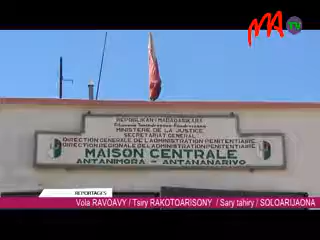 MA TV
REPOBLIKAN'I MADAGASIKARA
MINISTERE DE LA JUSTICE
SECRETARIAT GENERAL
DIRECTION GENERALE DE L'ADMINISTRATION PENITENTIAIRE
DIRECTION REGIONALE DE L'ADMINISTRATION PENITENTIAIRE
MAISON CENTRALE
ANTANIMORA - ANTANANARIVO
REPORTAGES
Vola RAVOAVY / Tsiry RAKOTOARISONY / Sary tahiry / SOLOARIJAONA